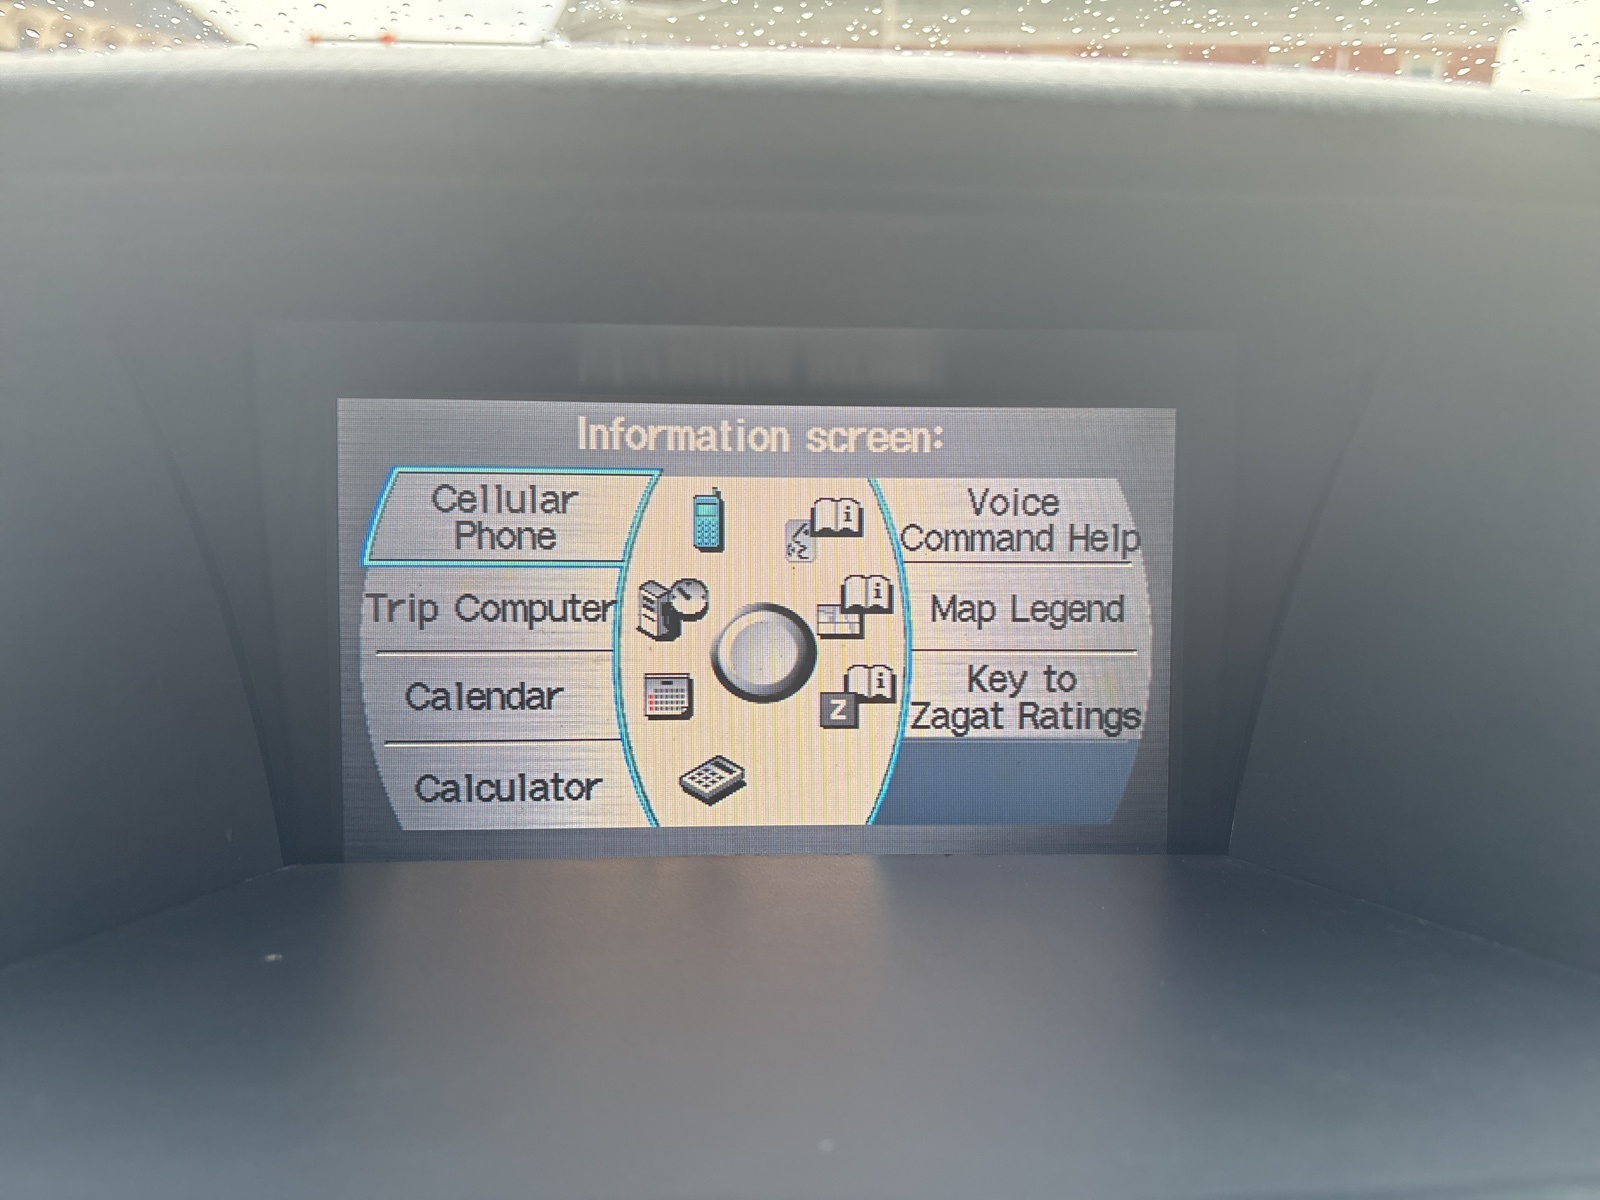 Information screen:
Cellular
Phone
Trip Computer
Calendar
Calculator
Voice
Command Help
Map Legend
Key to
Zagat Ratings
i
i
i
Z